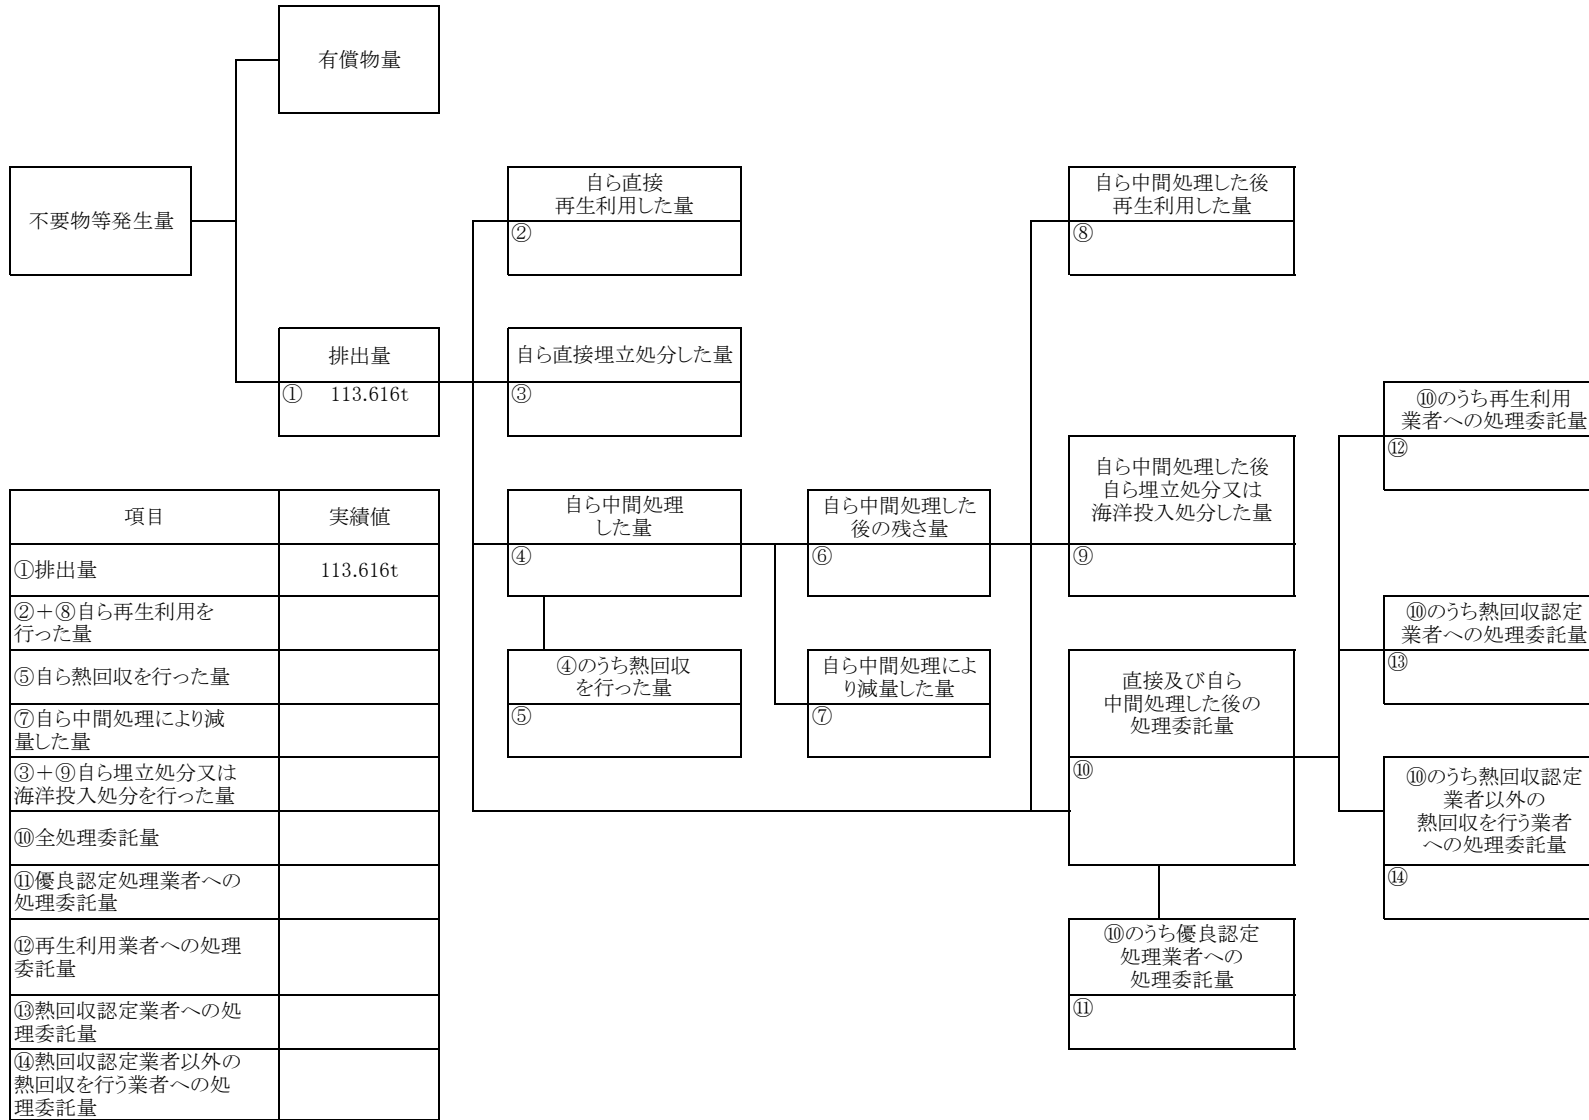 有償物量
不要物等発生量
自ら直接
再生利用した量
②
自ら中間処理した後
再生利用した量
⑧
排出量
① 113.616t
自ら直接埋立処分した量
③
⑩のうち再生利用
業者への処理委託量
⑫
自ら中間処理した後
自ら埋立処分又は
海洋投入処分した量
⑨
自ら中間処理
した量
④
自ら中間処理した
後の残さ量
⑥
⑩のうち熱回収認定
業者への処理委託量
⑬
④のうち熱回収
を行った量
⑤
自ら中間処理によ
り減量した量
⑦
直接及び自ら
中間処理した後の
処理委託量
⑩
⑩のうち熱回収認定
業者以外の
熱回収を行う業者
への処理委託量
⑭
⑩のうち優良認定
処理業者への
処理委託量
⑪
項目 実績値
①排出量 113.616t
②+⑧自ら再生利用を
行った量
⑤自ら熱回収を行った量
⑦自ら中間処理により減
量した量
③+⑨自ら埋立処分又は
海洋投入処分を行った量
⑩全処理委託量
⑪優良認定処理業者への
処理委託量
⑫再生利用業者への処理
委託量
⑬熱回収認定業者への処
理委託量
⑭熱回収認定業者以外の
熱回収を行う業者への処
理委託量